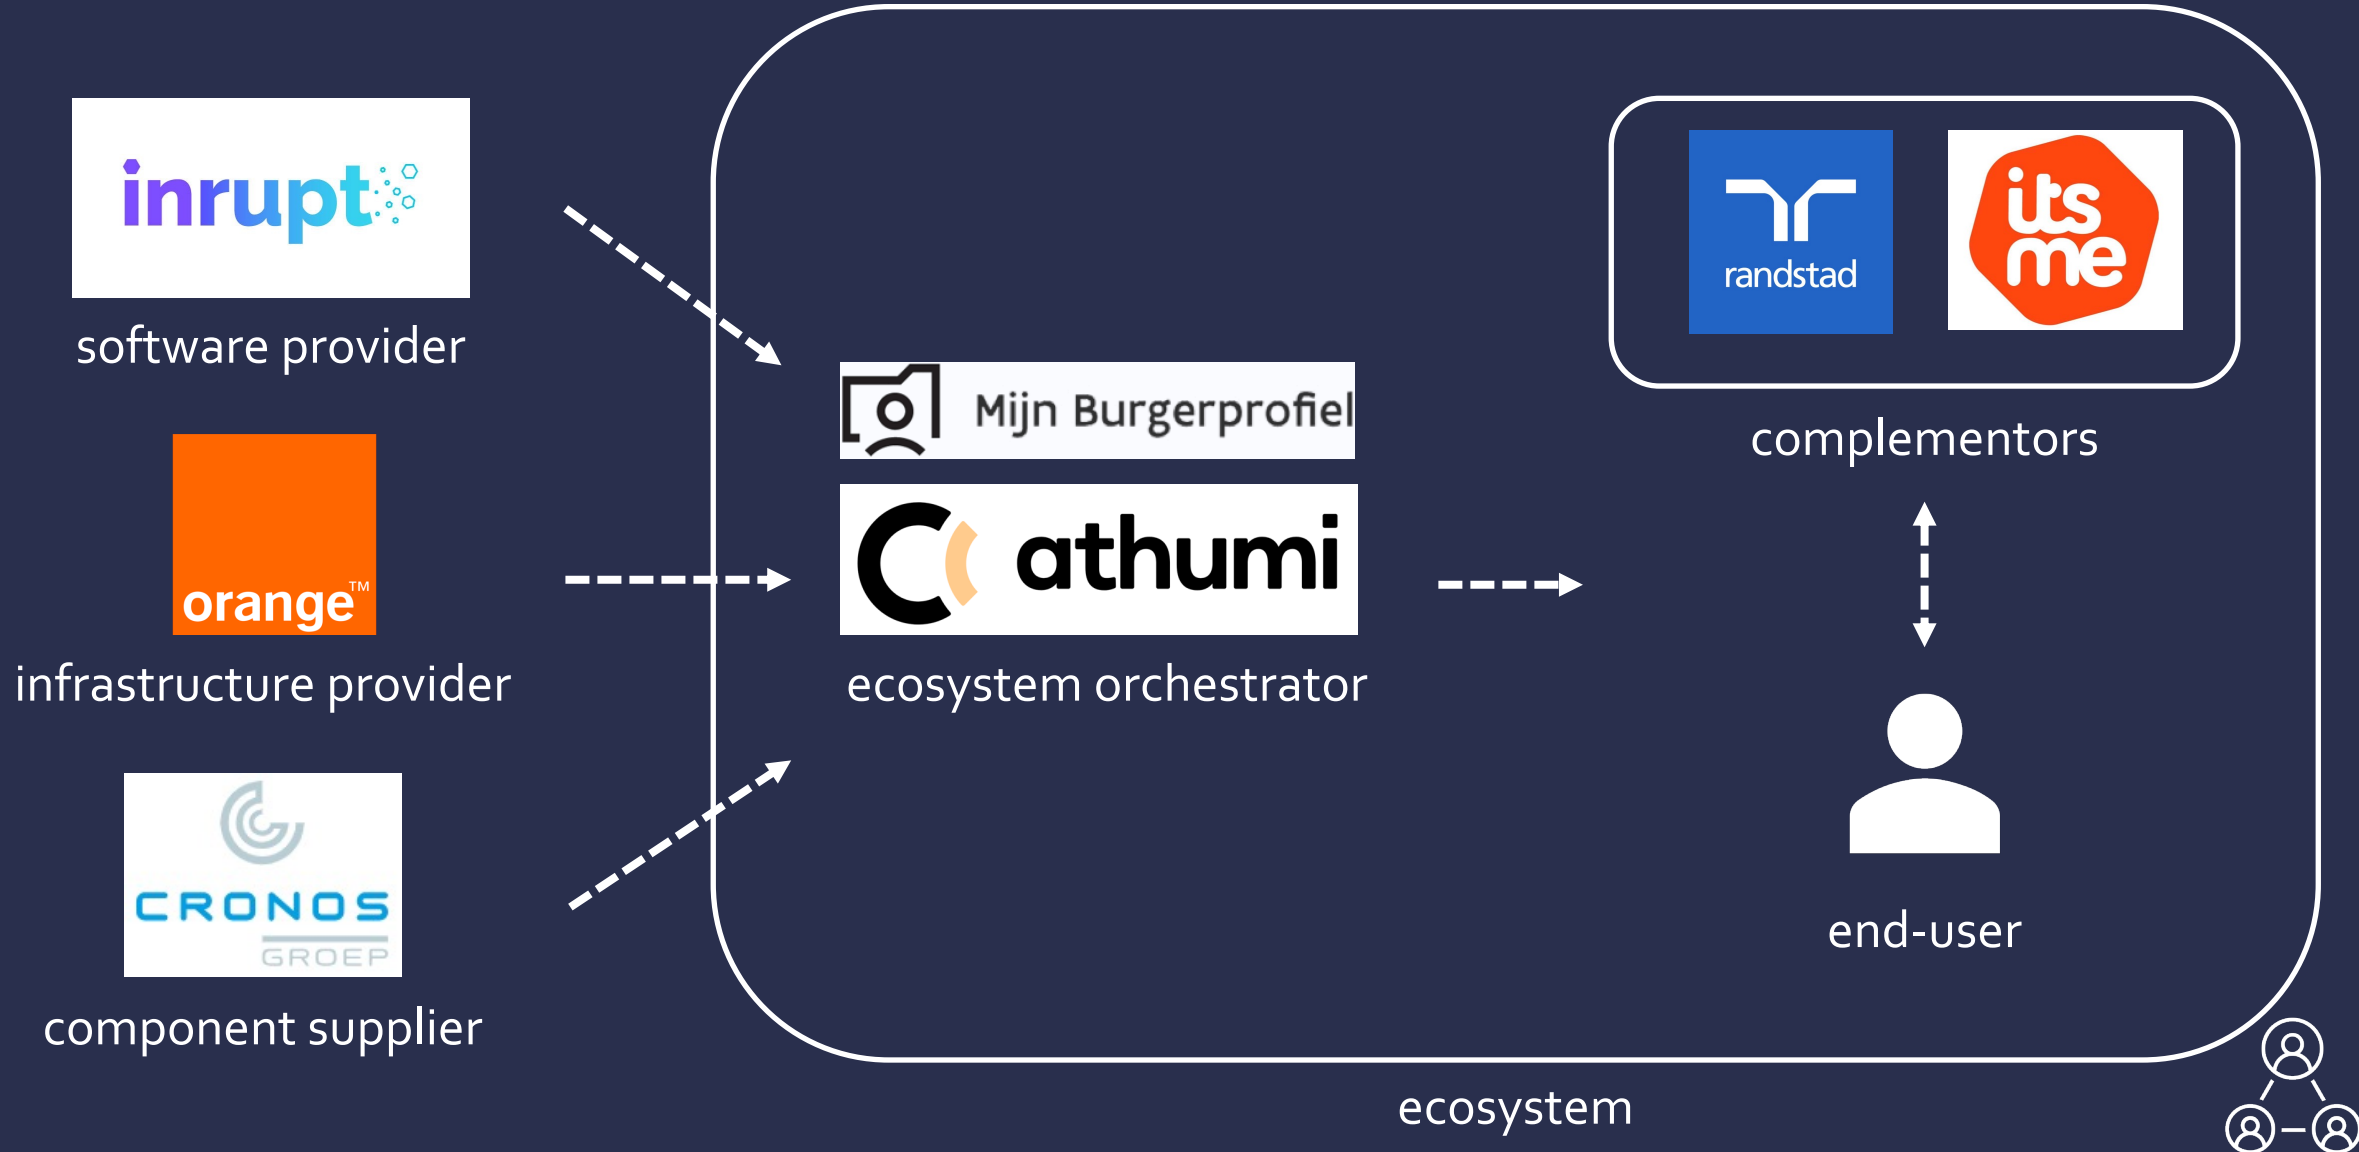 inrupt
software provider
orange™
infrastructure provider
CRONOS
GROEP
component supplier
Mijn Burgerprofiel
athumi
ecosystem orchestrator
randstad
its
me
complementors
end-user
ecosystem